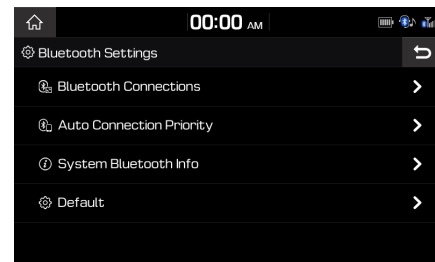 00:00 AM
Bluetooth Settings
Bluetooth Connections
Auto Connection Priority
System Bluetooth Info
Default